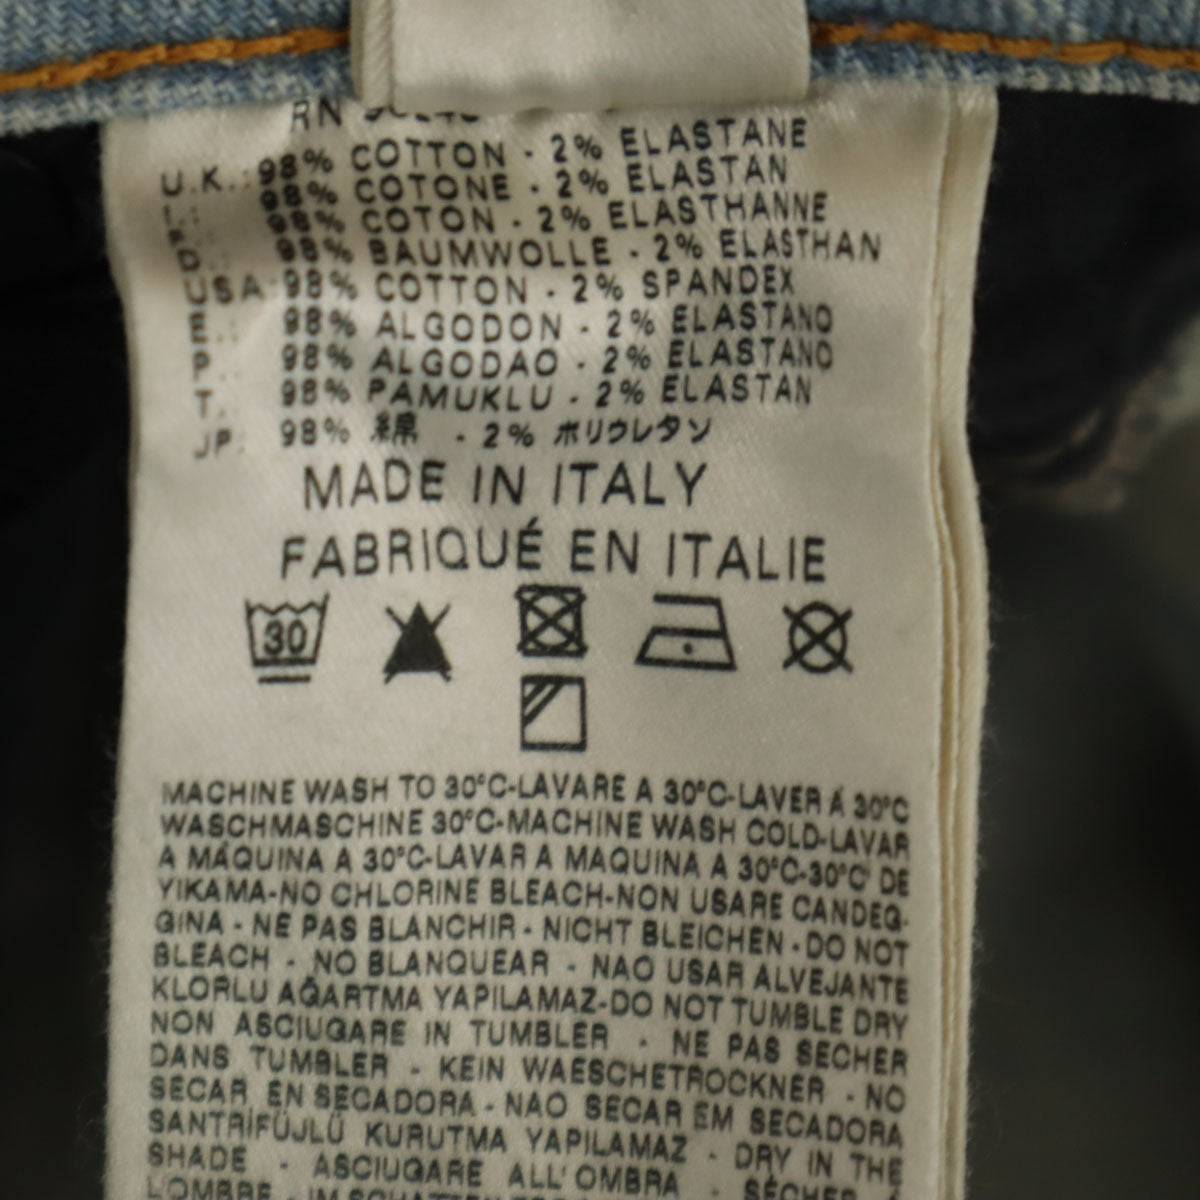 RN
U.K.: 98% COTTON - 2% ELASTANE
I.: 98% COTONE - 2% ELASTAN
F.: 98% COTON - 2% ELASTHANNE
D.: 98% BAUMWOLLE - 2% ELASTHAN
USA: 98% COTTON - 2% SPANDEX
E.: 98% ALGODON - 2% ELASTANO
P.: 98% ALGODAO - 2% ELASTANO
T.: 98% PAMUKLU - 2% ELASTAN
JP: 98% 綿 - 2% ポリウレタン
MADE IN ITALY
FABRIQUÉ EN ITALIE
30
MACHINE WASH TO 30°C-LAVARE A 30°C-LAVER Á 30°C
WASCHMASCHINE 30°C-MACHINE WASH COLD-LAVAR
A MÁQUINA A 30°C-LAVAR A MAQUINA A 30°C-30°C' DE
YIKAMA-NO CHLORINE BLEACH-NON USARE CANDEG-
GINA - NE PAS BLANCHIR - NICHT BLEICHEN - DO NOT
BLEACH - NO BLANQUEAR - NAO USAR ALVEJANTE
KLORLU AĞARTMA YAPILAMAZ-DO NOT TUMBLE DRY
NON ASCIUGARE IN TUMBLER - NE PAS SECHER
DANS TUMBLER - KEIN WAESCHETROCKNER - NO
SECAR EN SECADORA - NAO SECAR EM SECADORA
SANTRİFÜJLÜ KURUTMA YAPILAMAZ - DRY IN THE
SHADE - ASCIUGARE ALL'OMBRA - SÉCHER A
L'OMBRE - IM SCHATTEN